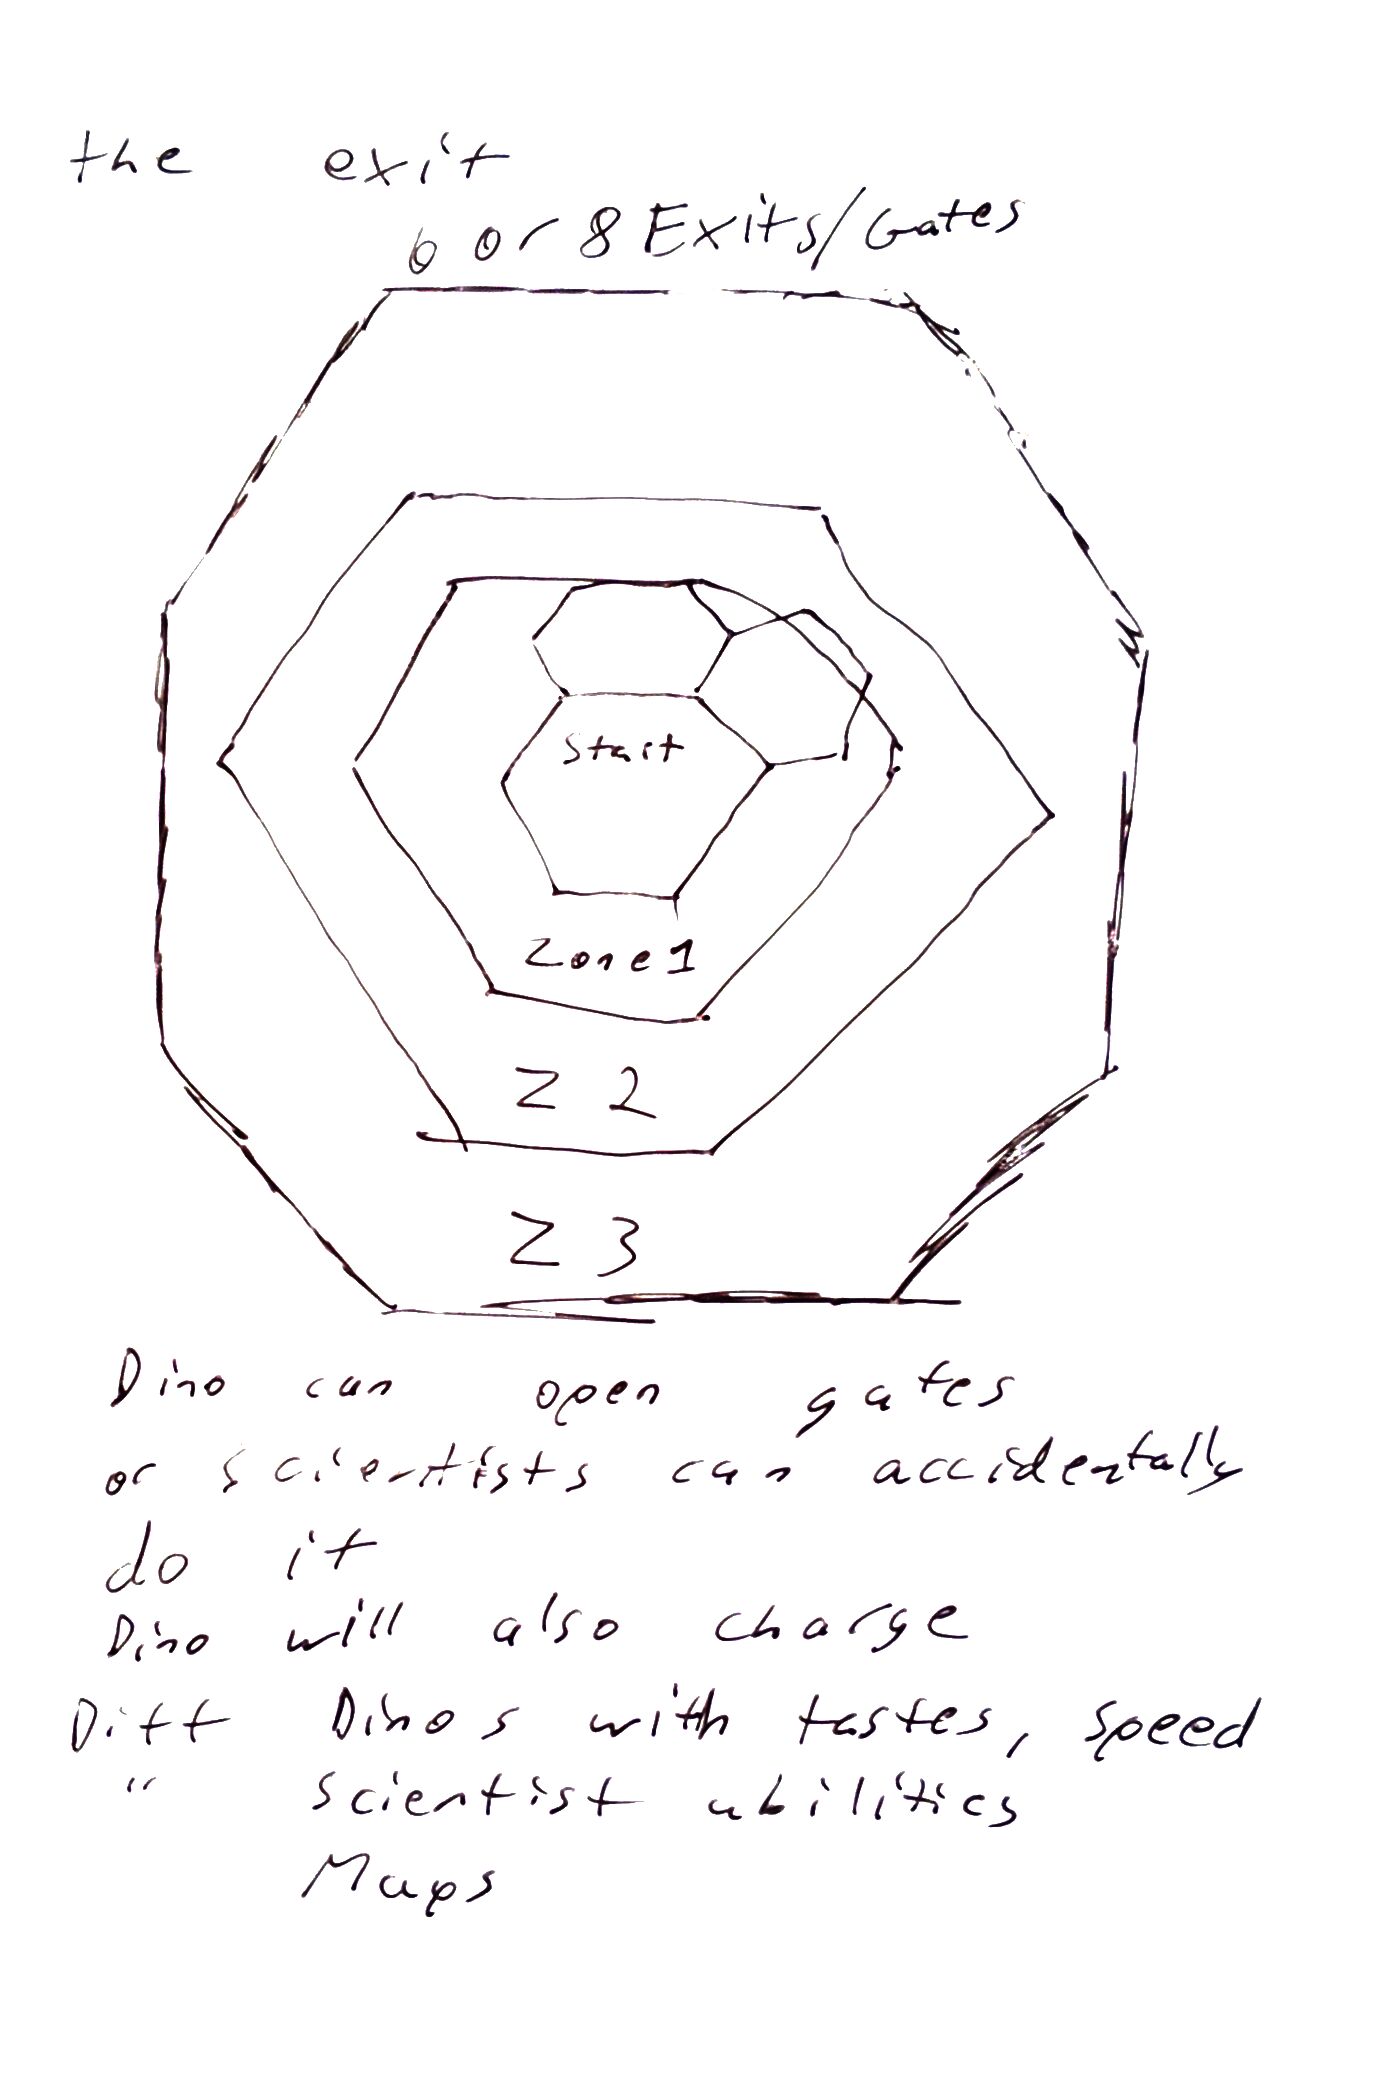 the exit
6 or 8 Exits/Gates
Start
Zone 1
Z 2
Z 3
Dino can open gates
or scientists can accidentally
do it
Dino will also charge
Diff Dinos with tastes, speed
" scientist abilities
Maps